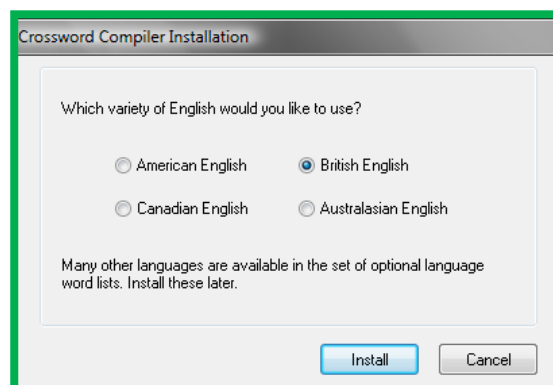 Crossword Compiler Installation
Which variety of English would you like to use?
American English
British English
Canadian English
Australasian English
Many other languages are available in the set of optional language
word lists. Install these later.
Install
Cancel